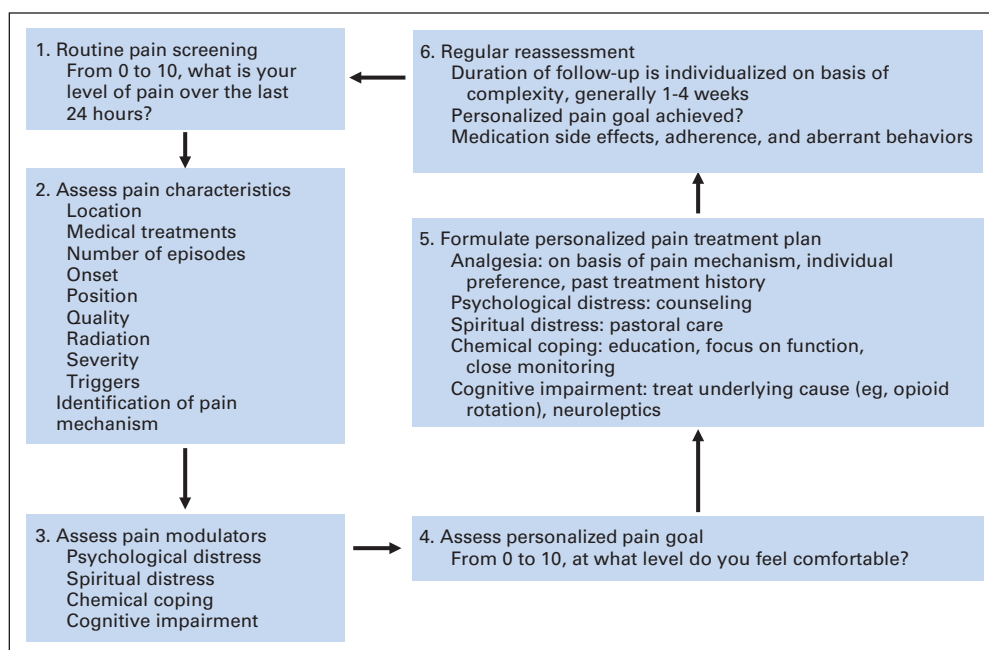 1. Routine pain screening
From 0 to 10, what is your
level of pain over the last
24 hours?
2. Assess pain characteristics
Location
Medical treatments
Number of episodes
Onset
Position
Quality
Radiation
Severity
Triggers
Identification of pain
mechanism
3. Assess pain modulators
Psychological distress
Spiritual distress
Chemical coping
Cognitive impairment
4. Assess personalized pain goal
From 0 to 10, at what level do you feel comfortable?
5. Formulate personalized pain treatment plan
Analgesia: on basis of pain mechanism, individual
preference, past treatment history
Psychological distress: counseling
Spiritual distress: pastoral care
Chemical coping: education, focus on function,
close monitoring
Cognitive impairment: treat underlying cause (eg, opioid
rotation), neuroleptics
6. Regular reassessment
Duration of follow-up is individualized on basis of
complexity, generally 1-4 weeks
Personalized pain goal achieved?
Medication side effects, adherence, and aberrant behaviors